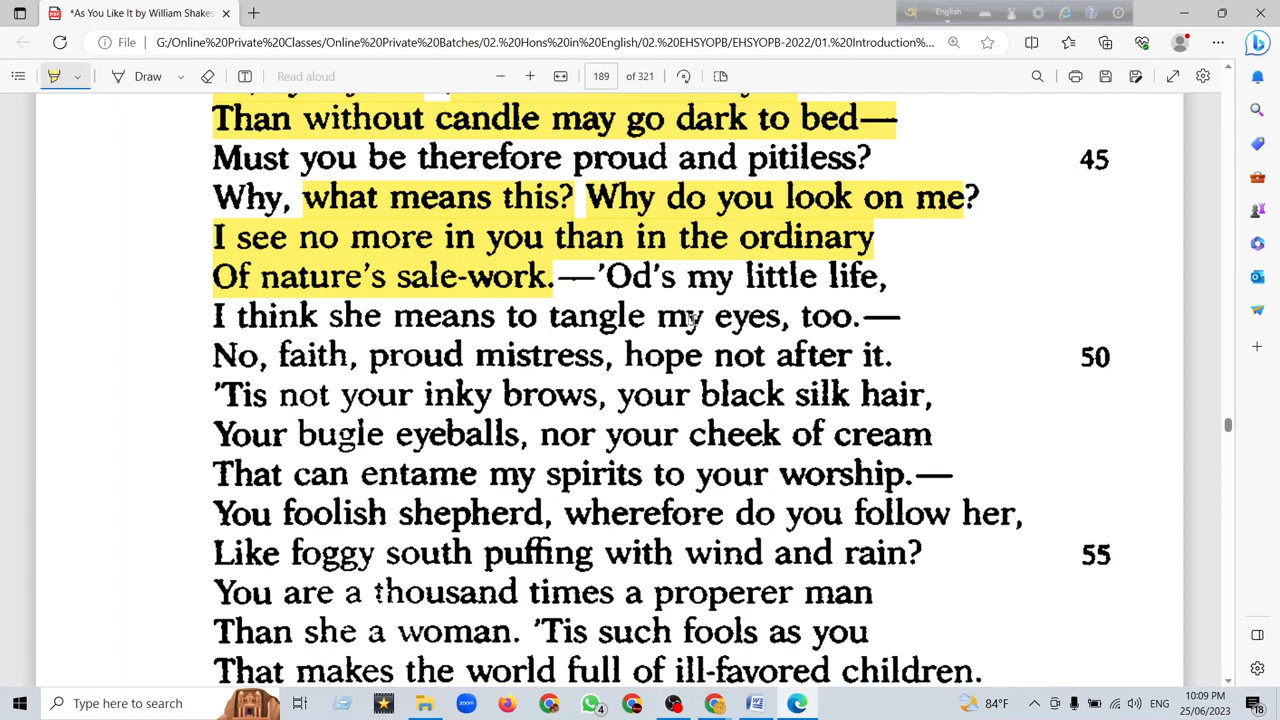 *As You Like It by William Shakes
English
File G:/Online%20Private%20Classes/Online%20Private%20Batches/02.%20Hons%20in%20English/02.%20EHSYOPB/EHSYOPB-2022/01.%20Introduction%...
Draw Read aloud 189 of 321
Than without candle may go dark to bed—
Must you be therefore proud and pitiless? 45
Why, what means this? Why do you look on me?
I see no more in you than in the ordinary
Of nature's sale-work.—'Od's my little life,
I think she means to tangle my eyes, too.—
No, faith, proud mistress, hope not after it. 50
'Tis not your inky brows, your black silk hair,
Your bugle eyeballs, nor your cheek of cream
That can entame my spirits to your worship.—
You foolish shepherd, wherefore do you follow her,
Like foggy south puffing with wind and rain? 55
You are a thousand times a properer man
Than she a woman. 'Tis such fools as you
That makes the world full of ill-favored children.
Type here to search 4 84°F ENG 10:09 PM
25/06/2023 18